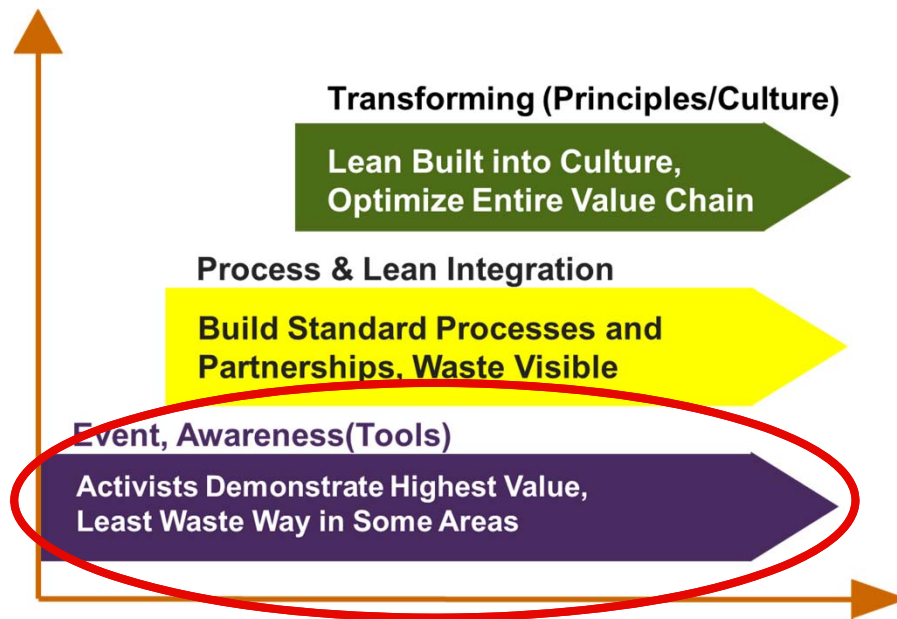 Transforming (Principles/Culture)
Lean Built into Culture,
Optimize Entire Value Chain
Process & Lean Integration
Build Standard Processes and
Partnerships, Waste Visible
Event, Awareness(Tools)
Activists Demonstrate Highest Value,
Least Waste Way in Some Areas